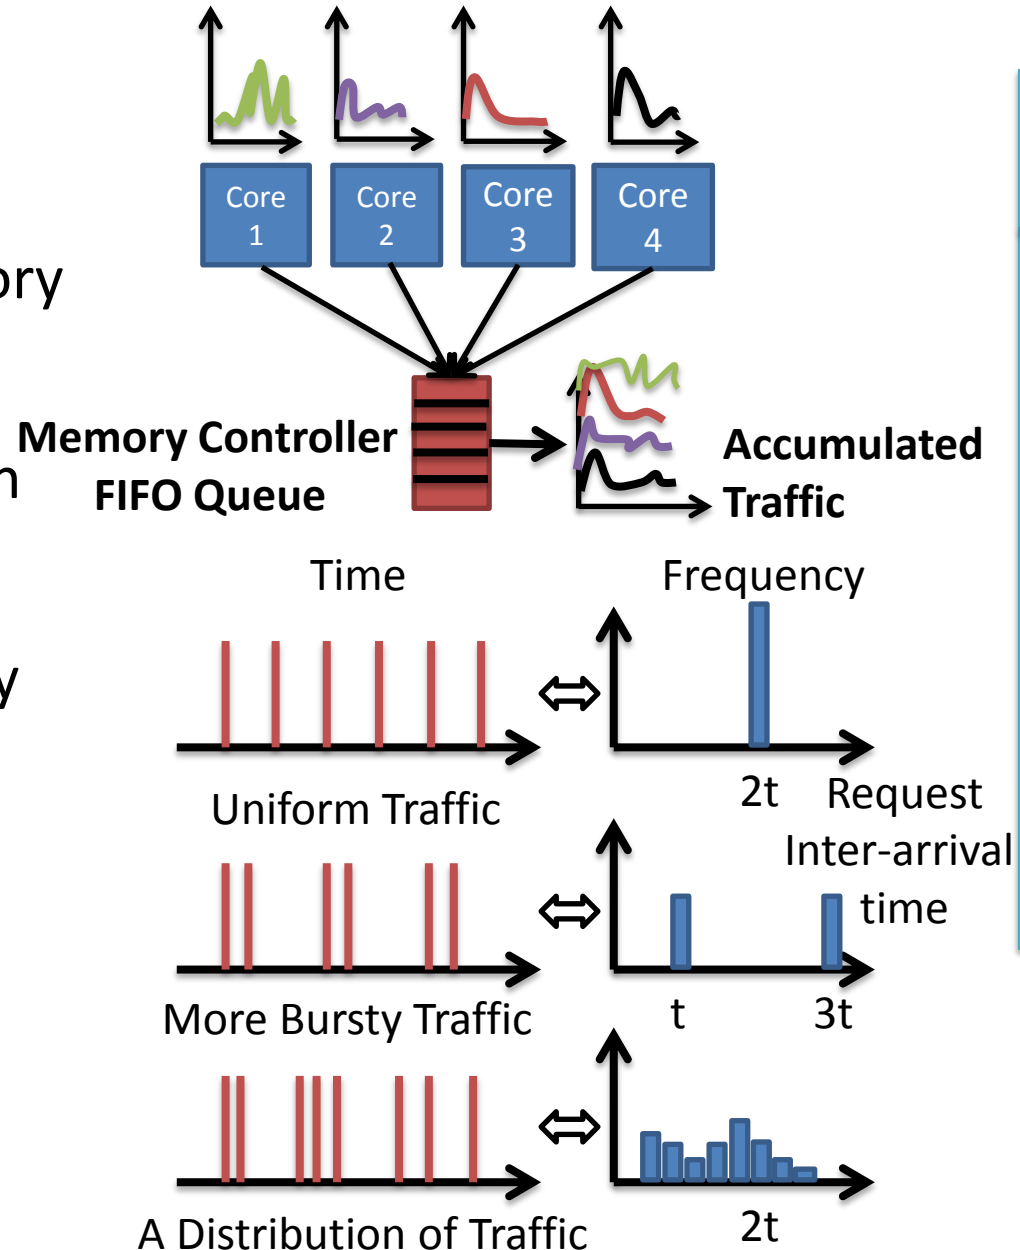 Core
1
Core
2
Core
3
Core
4
ory
Memory Controller
FIFO Queue
n
Accumulated
Traffic
Time
Frequency
y
Uniform Traffic
2t
Request
Inter-arrival
time
More Bursty Traffic
t
3t
A Distribution of Traffic
2t